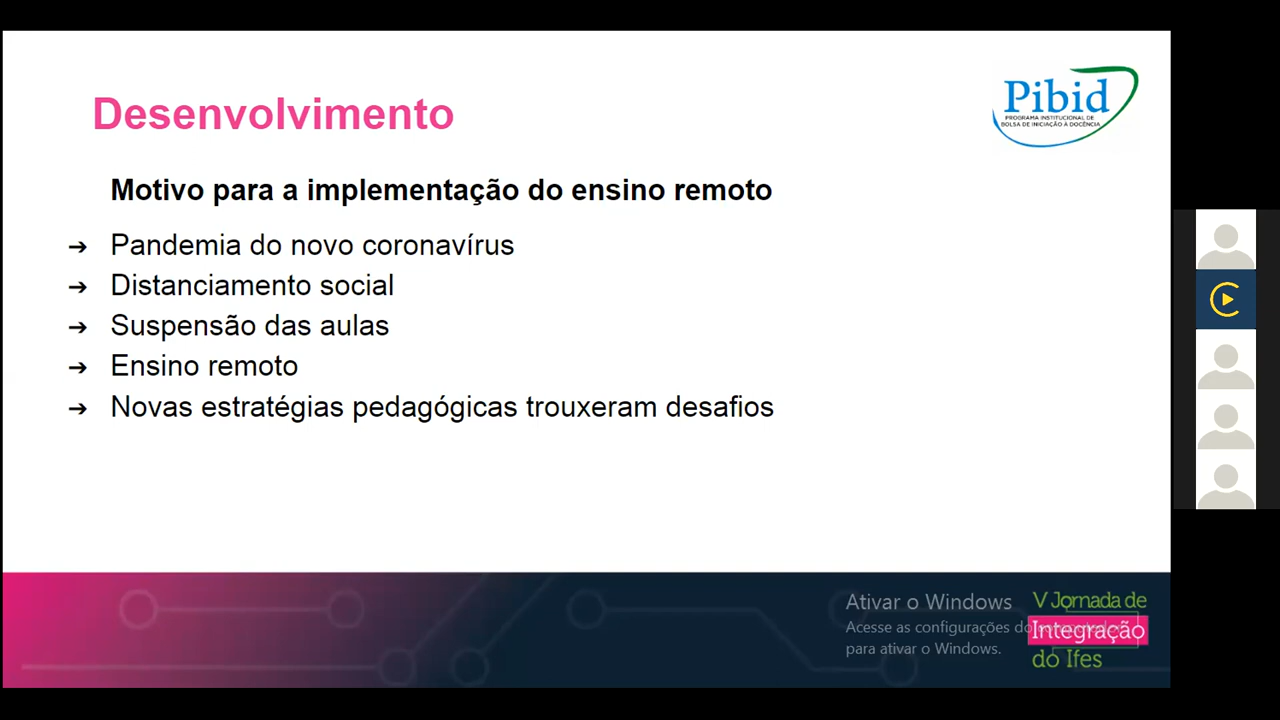 Desenvolvimento
Pibid
PROGRAMA INSTITUCIONAL DE
BOLSA DE INICIAÇÃO À DOCÊNCIA
Motivo para a implementação do ensino remoto
➔ Pandemia do novo coronavírus
➔ Distanciamento social
➔ Suspensão das aulas
➔ Ensino remoto
➔ Novas estratégias pedagógicas trouxeram desafios
Ativar o Windows
Acesse as configurações do
para ativar o Windows.
V Jornada de
Integração
do Ifes